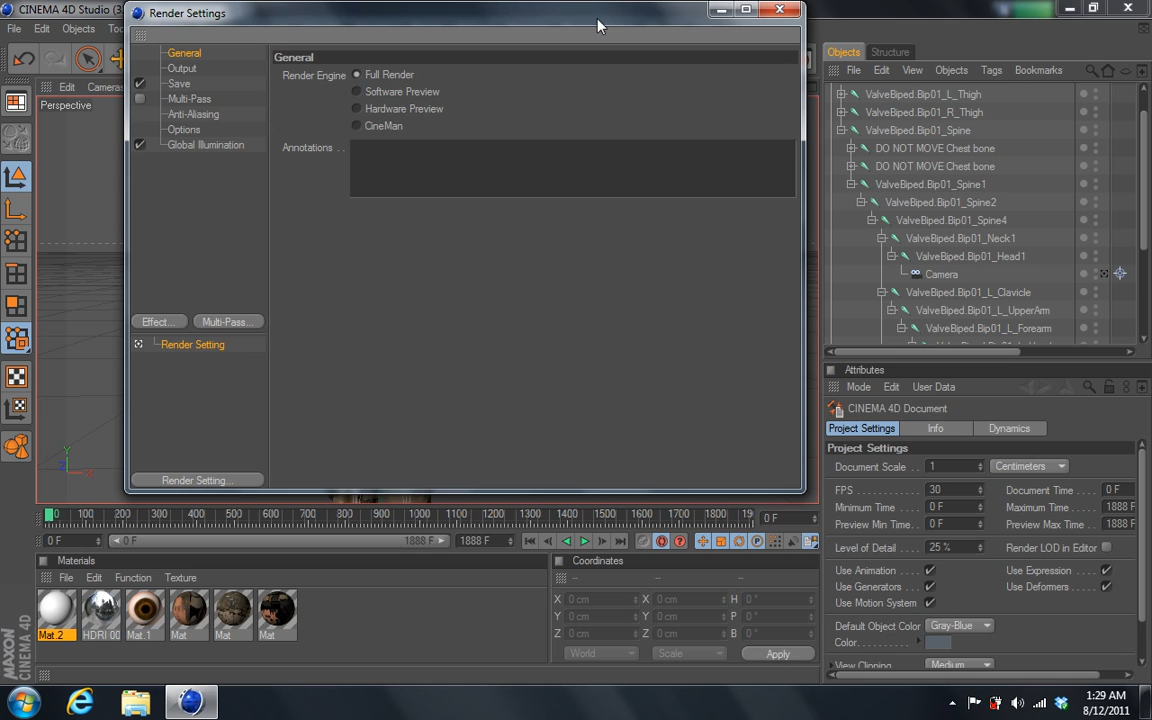 CINEMA 4D Studio (3
Render Settings
File Edit Objects Too
General
Output
Save
Multi-Pass
Anti-Aliasing
Options
Global Illumination
General
Render Engine Full Render
Software Preview
Hardware Preview
CineMan
Annotations . .
Effect... Multi-Pass...
Render Setting
Render Setting...
Edit Cameras
Perspective
Y
Z X
Objects Structure
File Edit View Objects Tags Bookmarks
ValveBiped.Bip01_L_Thigh
ValveBiped.Bip01_R_Thigh
ValveBiped.Bip01_Spine
DO NOT MOVE Chest bone
DO NOT MOVE Chest bone
ValveBiped.Bip01_Spine1
ValveBiped.Bip01_Spine2
ValveBiped.Bip01_Spine4
ValveBiped.Bip01_Neck1
ValveBiped.Bip01_Head1
Camera
ValveBiped.Bip01_L_Clavicle
ValveBiped.Bip01_L_UpperArm
ValveBiped.Bip01_L_Forearm
Attributes
Mode Edit User Data
CINEMA 4D Document
Project Settings Info Dynamics
Project Settings
Document Scale . . 1 Centimeters
FPS . . . . . . . . . . . 30 Document Time . . . . 0 F
Minimum Time . . . 0 F Maximum Time . . . . 1888 F
Preview Min Time . . 0 F Preview Max Time . . 1888 F
Level of Detail . . . . 25 % Render LOD in Editor
Use Animation . . . . Use Expression . . . .
Use Generators . . . Use Deformers . . . .
Use Motion System
Default Object Color Gray-Blue
Color . . . . . . . . . .
View Clipping . . . . Medium
0 100 200 300 400 500 600 700 800 900 1000 1100 1200 1300 1400 1500 1600 1700 1800 19 0 F
0 F 0 F 1888 F 1888 F
Materials
File Edit Function Texture
Mat.2 HDRI 00 Mat.1 Mat Mat Mat
Coordinates
-- -- --
X 0 cm X 0 cm H 0 °
Y 0 cm Y 0 cm P 0 °
Z 0 cm Z 0 cm B 0 °
World Scale Apply
MAXON
CINEMA 4D
1:29 AM
8/12/2011